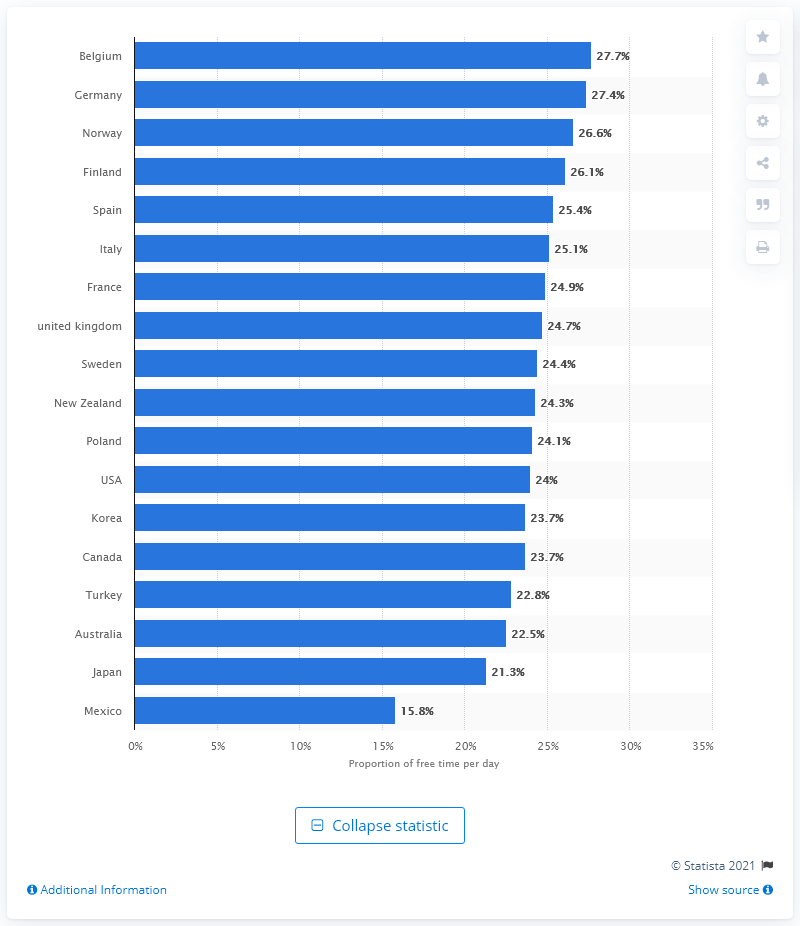 Belgium 27.7%
Germany 27.4%
Norway 26.6%
Finland 26.1%
Spain 25.4%
Italy 25.1%
France 24.9%
united kingdom 24.7%
Sweden 24.4%
New Zealand 24.3%
Poland 24.1%
USA 24%
Korea 23.7%
Canada 23.7%
Turkey 22.8%
Australia 22.5%
Japan 21.3%
Mexico 15.8%
0% 5% 10% 15% 20% 25% 30% 35%
Proportion of free time per day
Collapse statistic
© Statista 2021
Additional Information Show source